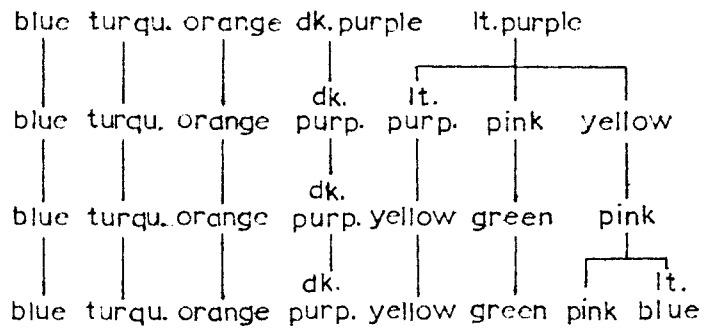 blue turqu. orange dk. purple lt. purple
dk. lt.
blue turqu. orange purp. purp. pink yellow
dk.
blue turqu. orange purp. yellow green pink
dk. lt.
blue turqu. orange purp. yellow green pink blue